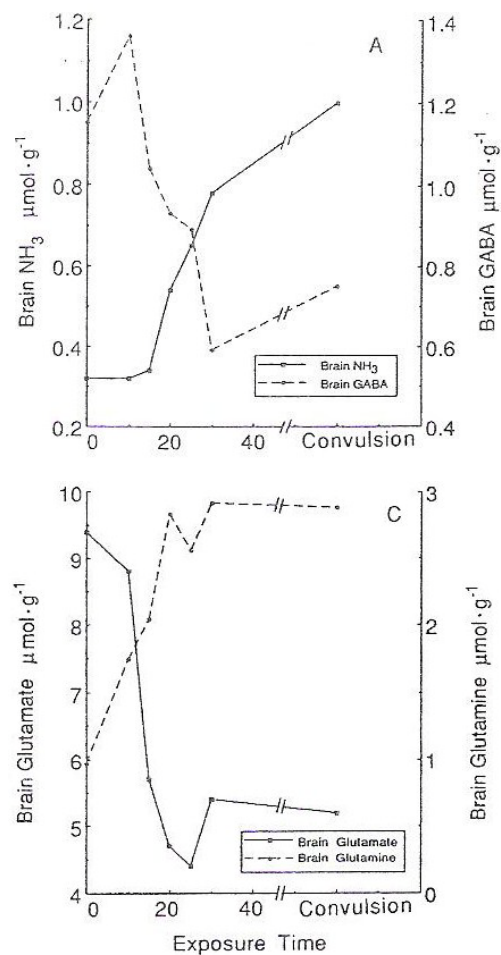 A
Brain NH3 μmol·g-1
1.2
1.0
0.8
0.6
0.4
0.2
Brain GABA μmol·g-1
1.4
1.2
1.0
0.8
0.6
0.4
Brain NH3
Brain GABA
0 20 40 Convulsion
C
Brain Glutamate μmol·g-1
10
9
8
7
6
5
4
Brain Glutamine μmol·g-1
3
2
1
0
Brain Glutamate
Brain Glutamine
0 20 40 Convulsion
Exposure Time